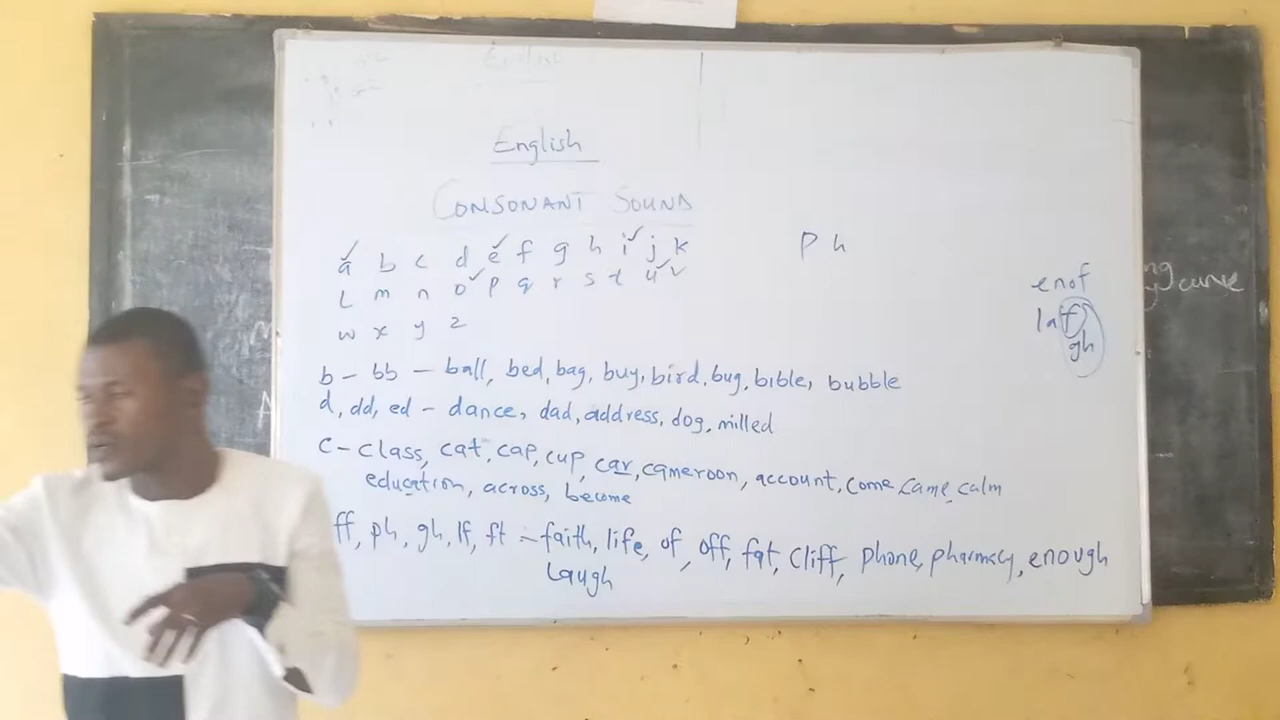 English
CONSONANT SOUND
a b c d e f g h i j k
L m n o p q r s t u v
w x y z
b - bb - ball, bed, bag, buy, bird, bug, bible, bubble
d, dd, ed - dance, dad, address, dog, milled
c - class, cat, cap, cup, car, cameroon, account, come, came, calm
education, across, become
ff, ph, gh, lf, ft - faith, life, of, off, fat, cliff, phone, pharmacy, enough
Laugh
p h
enof
laf
gh
curve